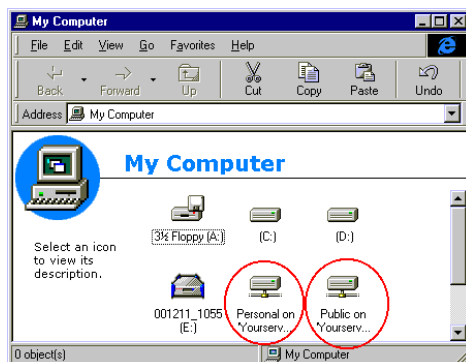 My Computer
File Edit View Go Favorites Help
Back Forward Up Cut Copy Paste Undo
Address My Computer
My Computer
Select an icon
to view its
description.
3½ Floppy (A:) (C:) (D:)
001211_1055 Personal on Public on
(E:) 'Yourserv... 'Yourserv...
0 object(s) My Computer